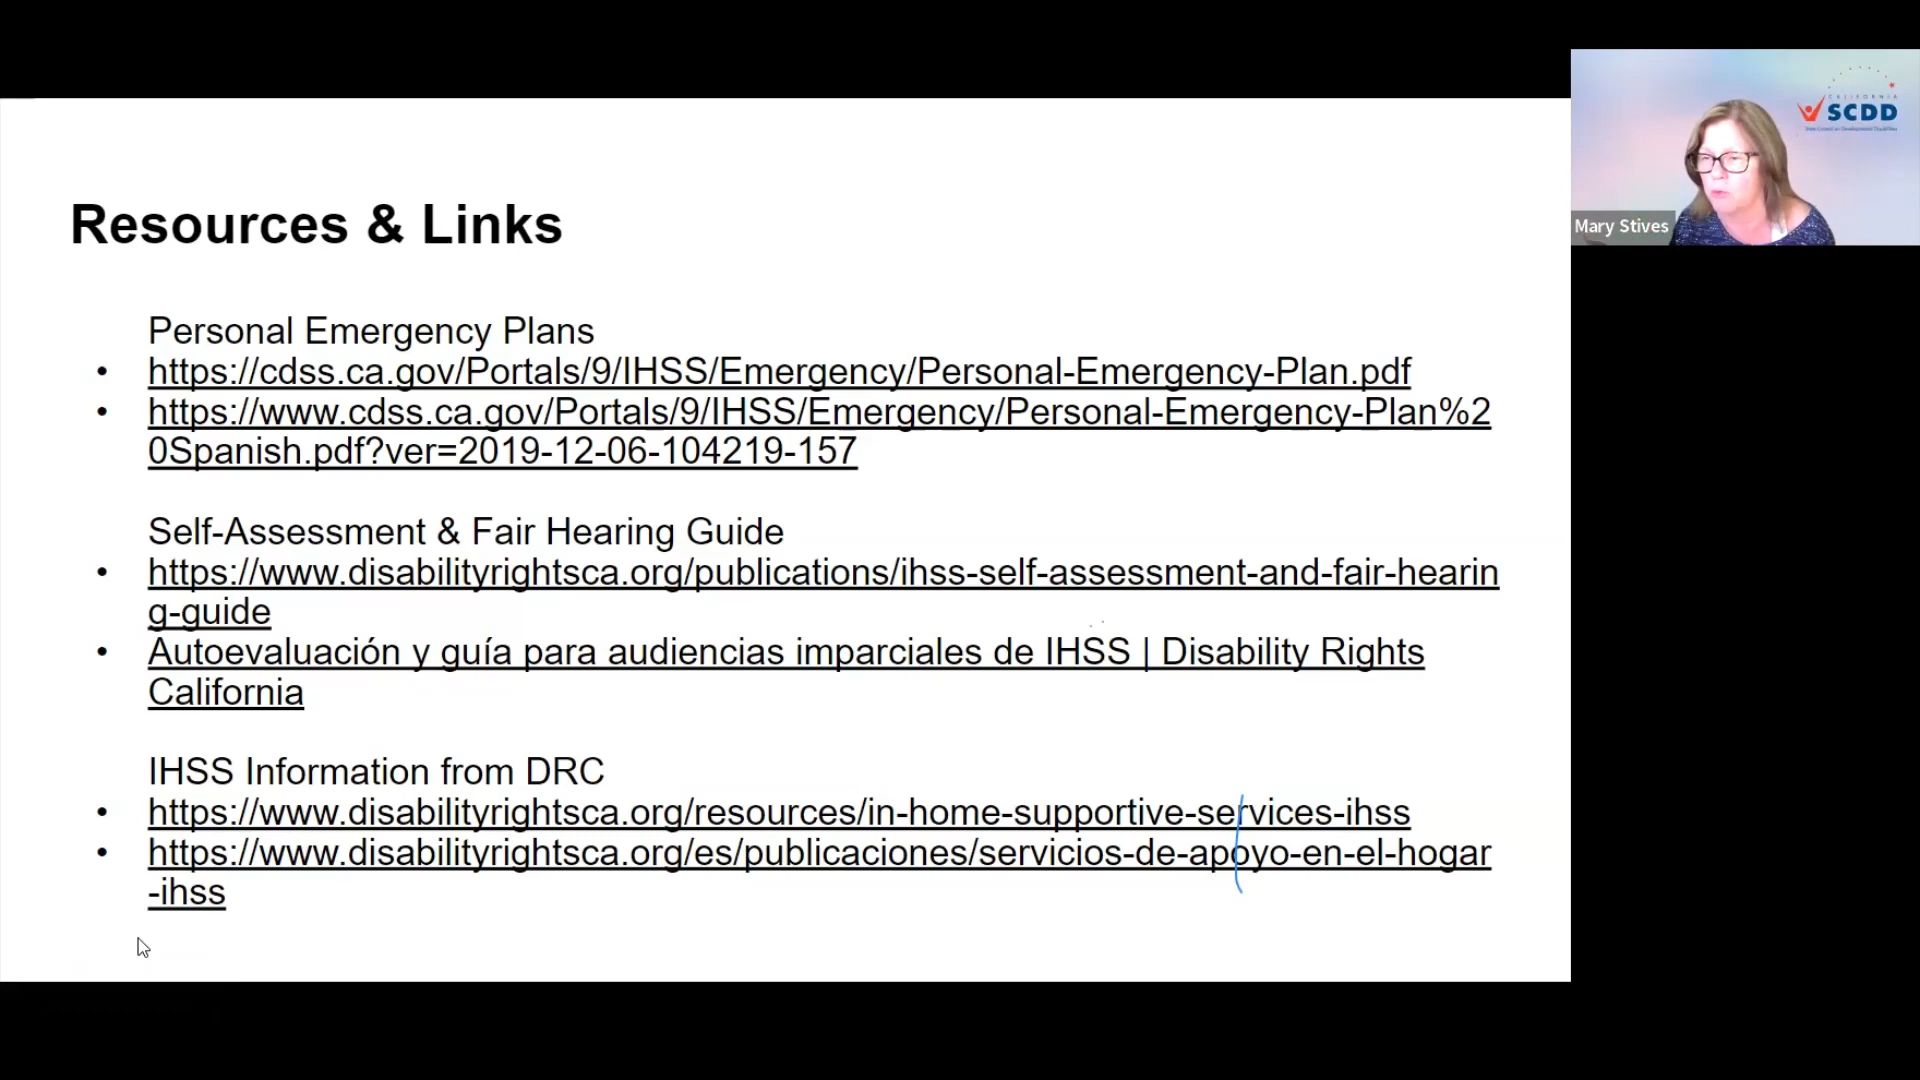 Resources & Links
Personal Emergency Plans
• https://cdss.ca.gov/Portals/9/IHSS/Emergency/Personal-Emergency-Plan.pdf
• https://www.cdss.ca.gov/Portals/9/IHSS/Emergency/Personal-Emergency-Plan%2
0Spanish.pdf?ver=2019-12-06-104219-157
Self-Assessment & Fair Hearing Guide
• https://www.disabilityrightsca.org/publications/ihss-self-assessment-and-fair-hearin
g-guide
• Autoevaluación y guía para audiencias imparciales de IHSS | Disability Rights
California
IHSS Information from DRC
• https://www.disabilityrightsca.org/resources/in-home-supportive-services-ihss
• https://www.disabilityrightsca.org/es/publicaciones/servicios-de-apoyo-en-el-hogar
-ihss
CALIFORNIA
SCDD
Mary Stives